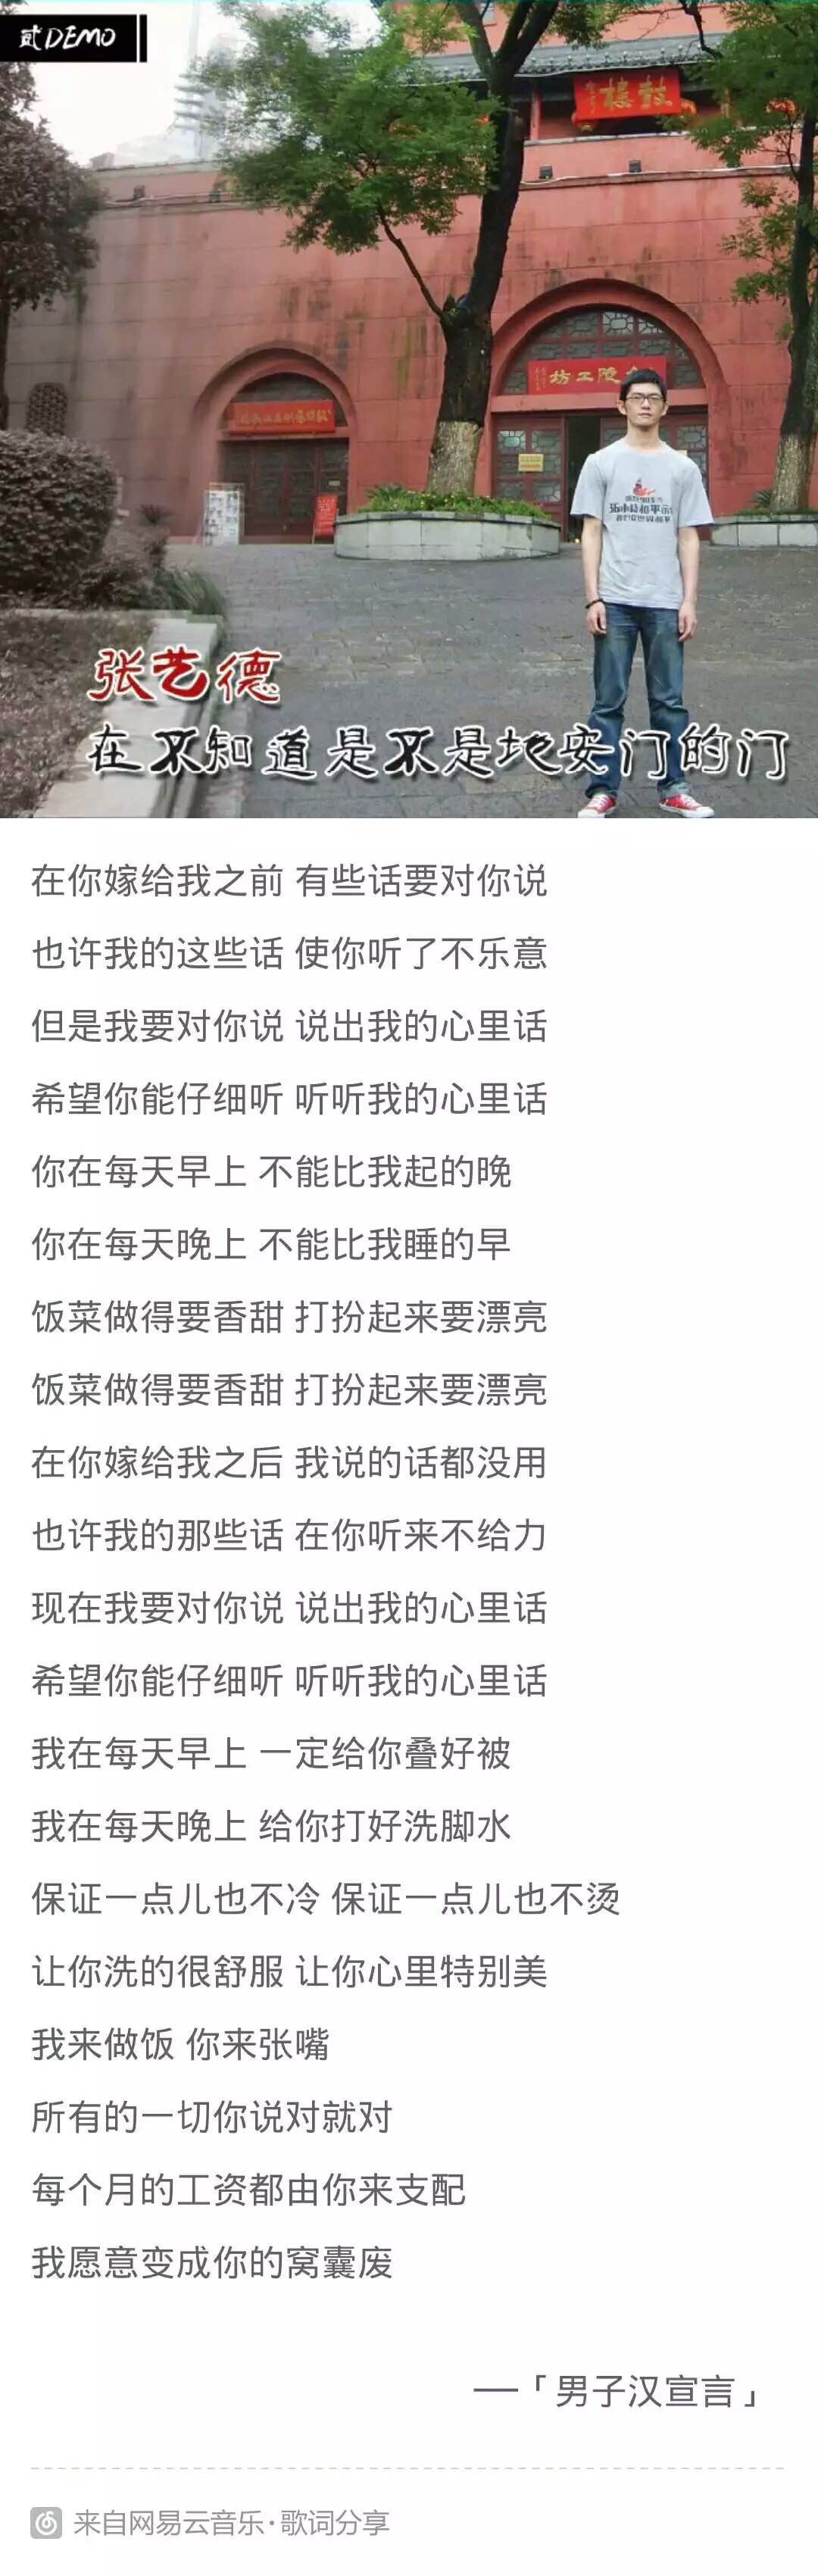 贰DEMO
鼓楼
金陵工坊
张艺德
在不知道是不是地安门的门
在你嫁给我之前 有些话要对你说
也许我的这些话 使你听了不乐意
但是我要对你说 说出我的心里话
希望你能仔细听 听听我的心里话
你在每天早上 不能比我起的晚
你在每天晚上 不能比我睡的早
饭菜做得要香甜 打扮起来要漂亮
饭菜做得要香甜 打扮起来要漂亮
在你嫁给我之后 我说的话都没用
也许我的那些话 在你听来不给力
现在我要对你说 说出我的心里话
希望你能仔细听 听听我的心里话
我在每天早上 一定给你叠好被
我在每天晚上 给你打好洗脚水
保证一点儿也不冷 保证一点儿也不烫
让你洗的很舒服 让你心里特别美
我来做饭 你来张嘴
所有的一切你说对就对
每个月的工资都由你来支配
我愿意变成你的窝囊废
—「男子汉宣言」
来自网易云音乐·歌词分享